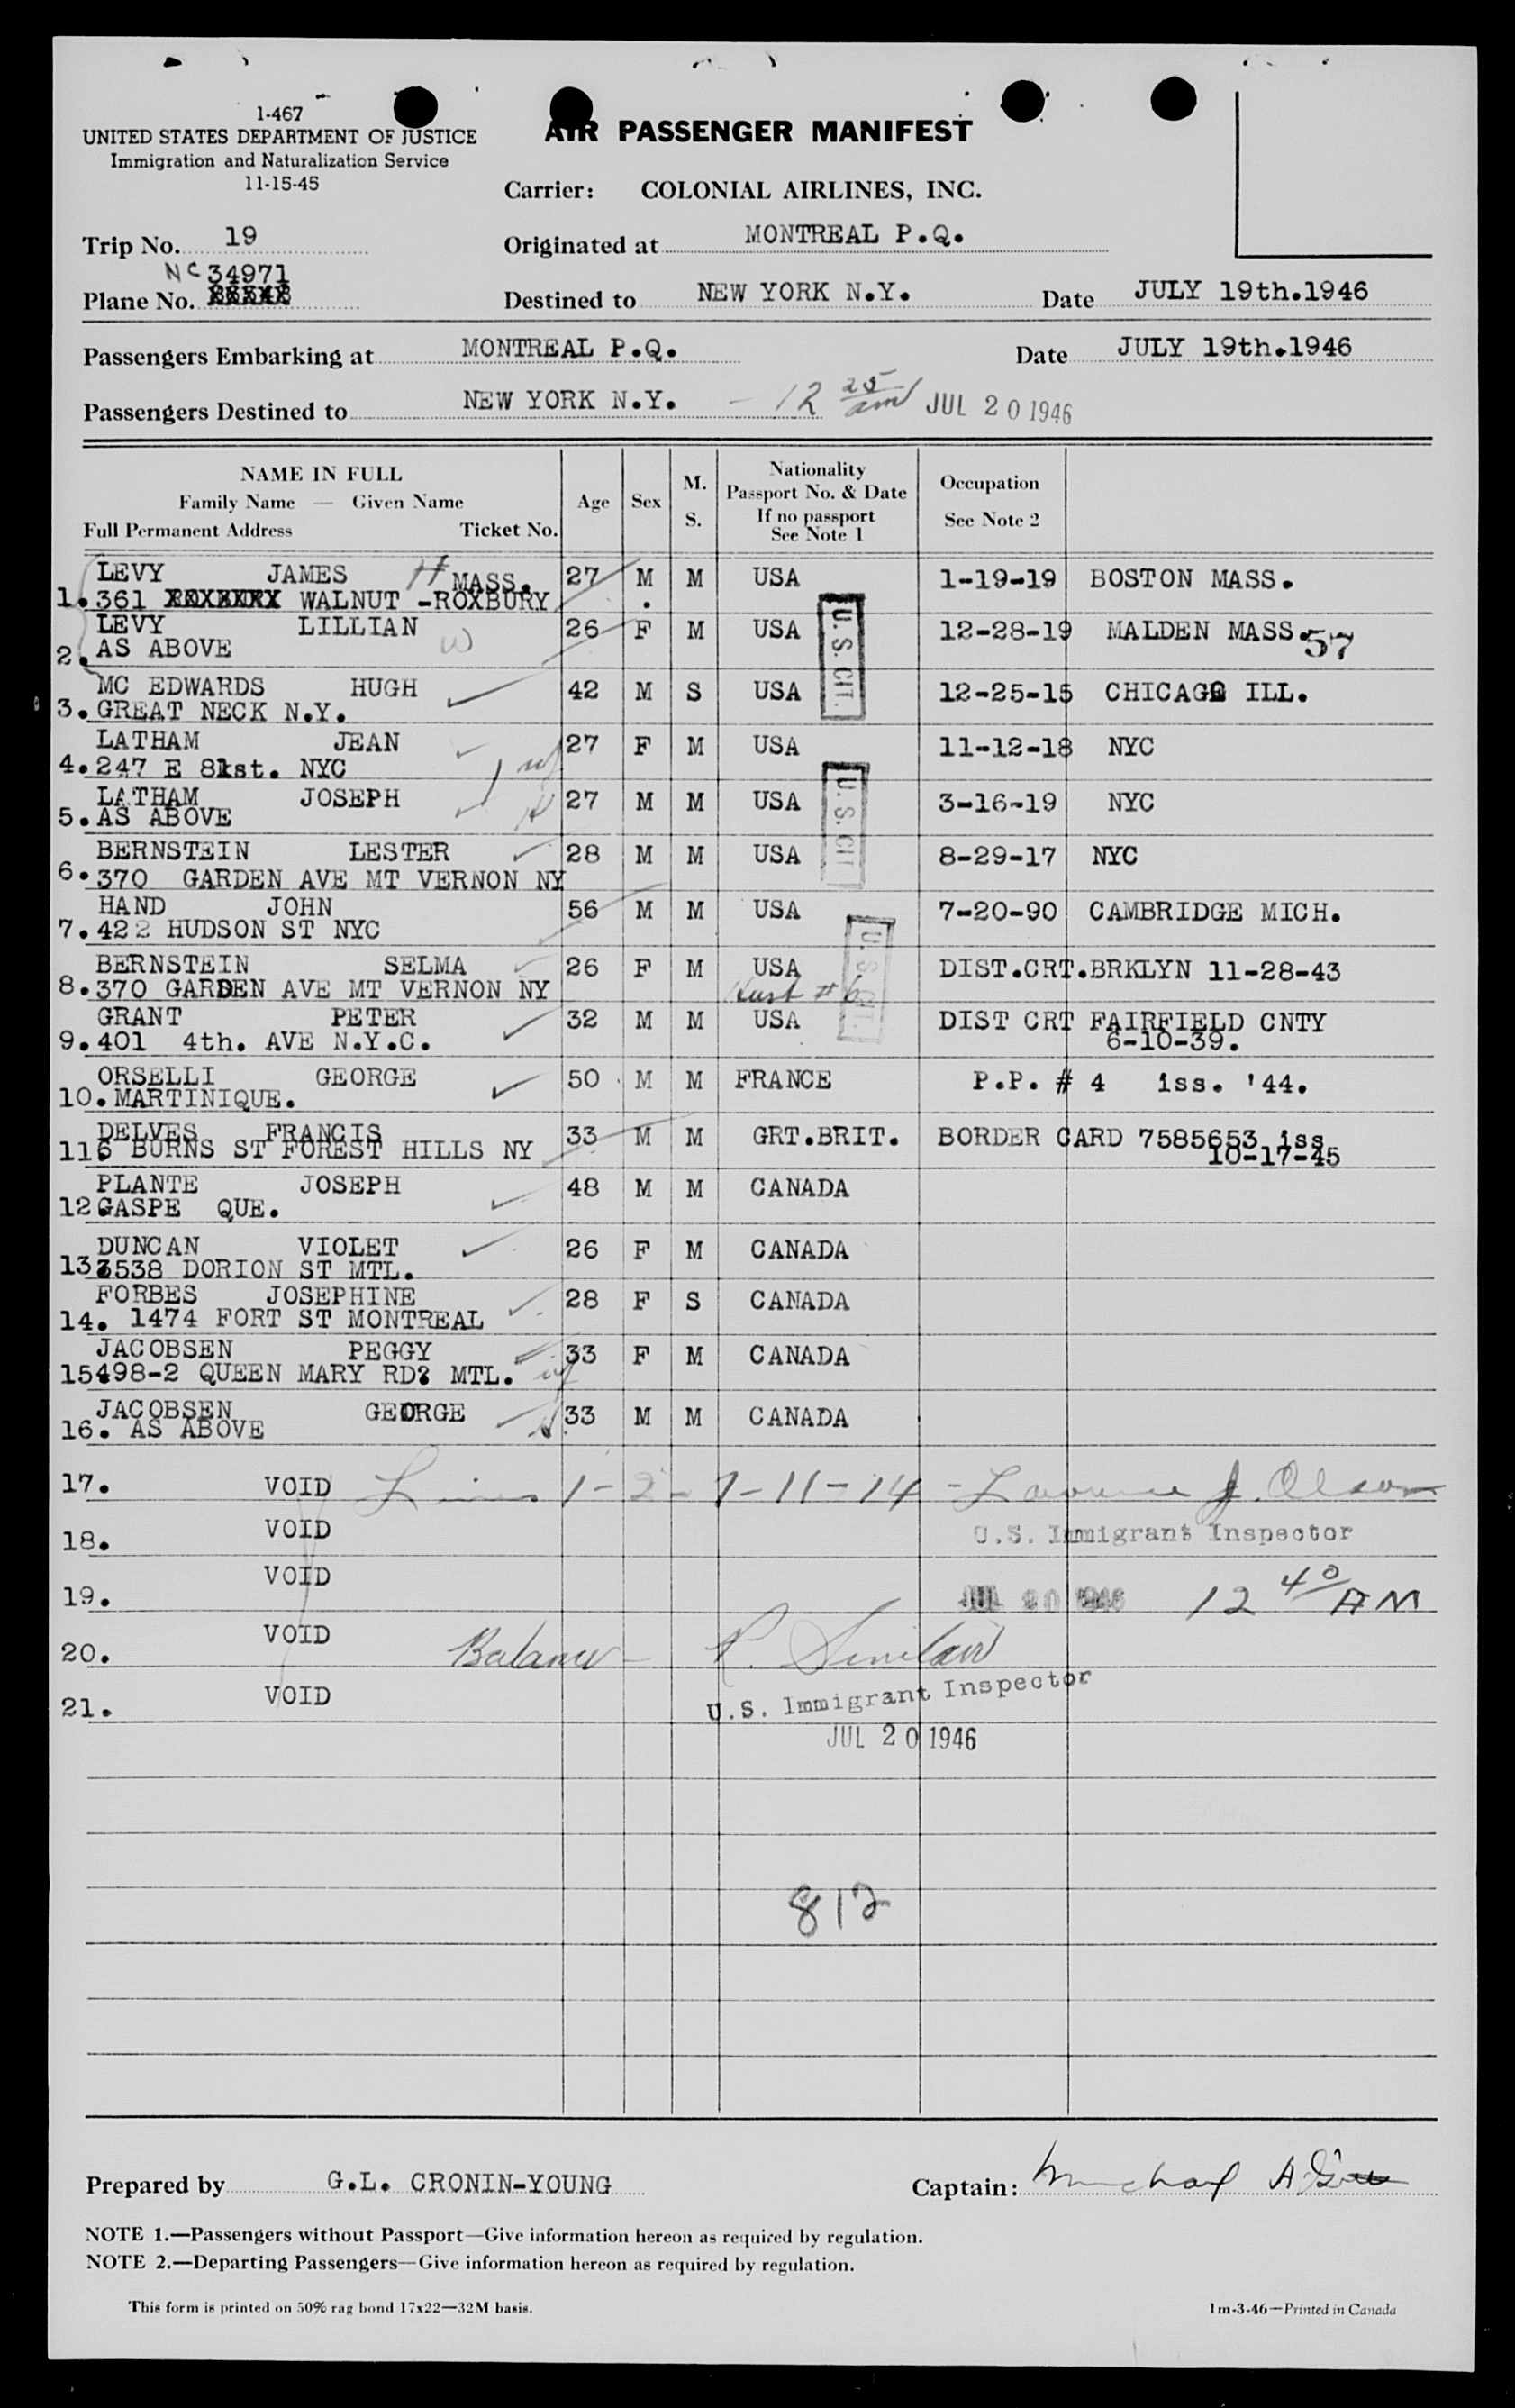 1-467
UNITED STATES DEPARTMENT OF JUSTICE
Immigration and Naturalization Service
11-15-45
AIR PASSENGER MANIFEST
Carrier: COLONIAL AIRLINES, INC.
Trip No. 19
Originated at MONTREAL P.Q.
NC 34971
Plane No.
Destined to NEW YORK N.Y. Date JULY 19th.1946
Passengers Embarking at MONTREAL P.Q. Date JULY 19th.1946
Passengers Destined to NEW YORK N.Y. - 12 25 am JUL 20 1946
NAME IN FULL
Family Name — Given Name
Full Permanent Address Ticket No.
Age
Sex
M.
S.
Nationality
Passport No. & Date
If no passport
See Note 1
Occupation
See Note 2
LEVY JAMES H MASS. 27 M M USA 1-19-19 BOSTON MASS.
1. 361 WALNUT -ROXBURY
LEVY LILLIAN W 26 F M USA 12-28-19 MALDEN MASS. 57
2. AS ABOVE
U.S. CIT.
MC EDWARDS HUGH 42 M S USA 12-25-15 CHICAGO ILL.
3. GREAT NECK N.Y.
LATHAM JEAN 27 F M USA 11-12-18 NYC
4. 247 E 81st. NYC W
LATHAM JOSEPH 27 M M USA 3-16-19 NYC
5. AS ABOVE H
U.S. CIT
BERNSTEIN LESTER 28 M M USA 8-29-17 NYC
6. 370 GARDEN AVE MT VERNON NY
HAND JOHN 56 M M USA 7-20-90 CAMBRIDGE MICH.
7. 422 HUDSON ST NYC
BERNSTEIN SELMA 26 F M USA DIST.CRT.BRKLYN 11-28-43
8. 370 GARDEN AVE MT VERNON NY Husb # 6
U.S. CIT.
GRANT PETER 32 M M USA DIST CRT FAIRFIELD CNTY
9. 401 4th. AVE N.Y.C. 6-10-39.
ORSELLI GEORGE 50 M M FRANCE P.P. # 4 iss. '44.
10. MARTINIQUE.
DELVES FRANCIS 33 M M GRT.BRIT. BORDER CARD 7585653 iss
116 BURNS ST FOREST HILLS NY 10-17-45
PLANTE JOSEPH 48 M M CANADA
12 GASPE QUE.
DUNCAN VIOLET 26 F M CANADA
13 3538 DORION ST MTL.
FORBES JOSEPHINE 28 F S CANADA
14. 1474 FORT ST MONTREAL
JACOBSEN PEGGY 33 F M CANADA
15 498-2 QUEEN MARY RD? MTL. W
JACOBSEN GEORGE 33 M M CANADA
16. AS ABOVE H
17. VOID Lines 1-2-7-11-14 - Lawrence J. Olson
18. VOID U.S. Immigrant Inspector
19. VOID JUL 20 1946 12 40 AM
20. VOID Balance - R. Sinclair
21. VOID U.S. Immigrant Inspector
JUL 20 1946
812
Prepared by G.L. CRONIN-YOUNG Captain: Michael A.
NOTE 1.—Passengers without Passport—Give information hereon as required by regulation.
NOTE 2.—Departing Passengers—Give information hereon as required by regulation.
This form is printed on 50% rag bond 17x22—32M basis. 1m-3-46—Printed in Canada